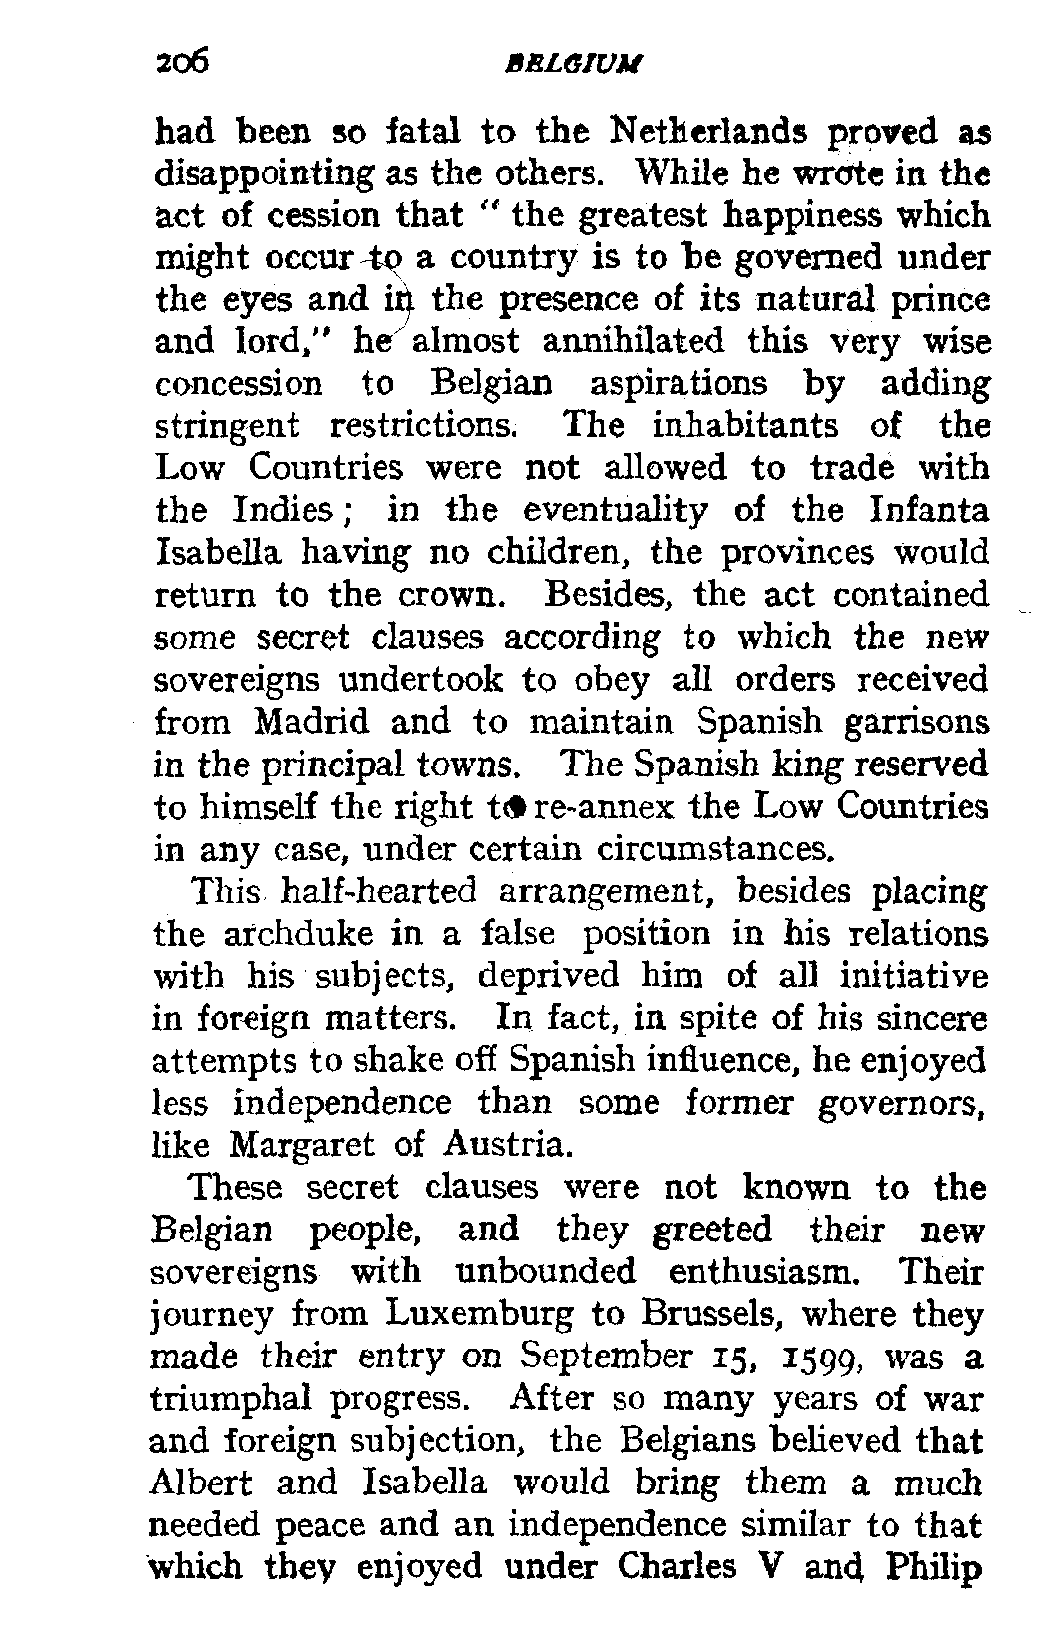 206 BELGIUM
had been so fatal to the Netherlands proved as
disappointing as the others. While he wrote in the
act of cession that " the greatest happiness which
might occur to a country is to be governed under
the eyes and in the presence of its natural prince
and lord," he almost annihilated this very wise
concession to Belgian aspirations by adding
stringent restrictions. The inhabitants of the
Low Countries were not allowed to trade with
the Indies ; in the eventuality of the Infanta
Isabella having no children, the provinces would
return to the crown. Besides, the act contained
some secret clauses according to which the new
sovereigns undertook to obey all orders received
from Madrid and to maintain Spanish garrisons
in the principal towns. The Spanish king reserved
to himself the right to re-annex the Low Countries
in any case, under certain circumstances.
This half-hearted arrangement, besides placing
the archduke in a false position in his relations
with his subjects, deprived him of all initiative
in foreign matters. In fact, in spite of his sincere
attempts to shake off Spanish influence, he enjoyed
less independence than some former governors,
like Margaret of Austria.
These secret clauses were not known to the
Belgian people, and they greeted their new
sovereigns with unbounded enthusiasm. Their
journey from Luxemburg to Brussels, where they
made their entry on September 15, 1599, was a
triumphal progress. After so many years of war
and foreign subjection, the Belgians believed that
Albert and Isabella would bring them a much
needed peace and an independence similar to that
which they enjoyed under Charles V and Philip